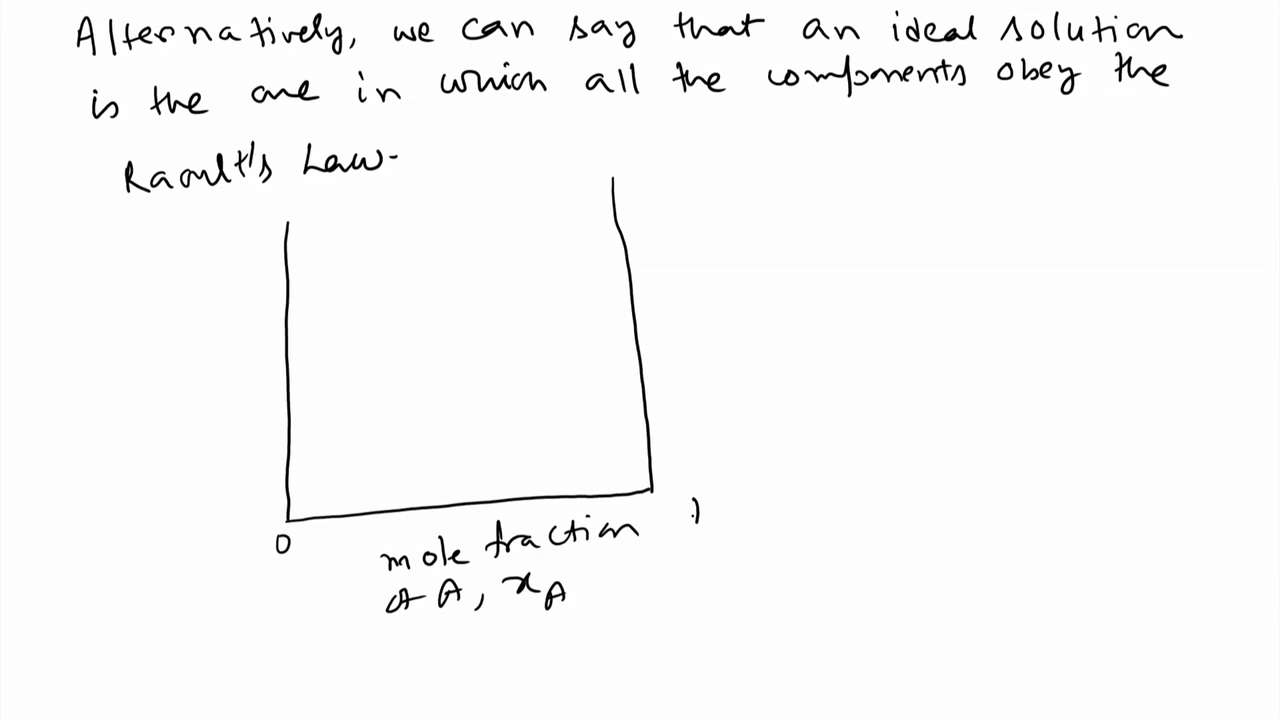 Alternatively, we can say that an ideal solution
is the one in which all the components obey the
Raoult's Law.
0
mole fraction
of A, xA